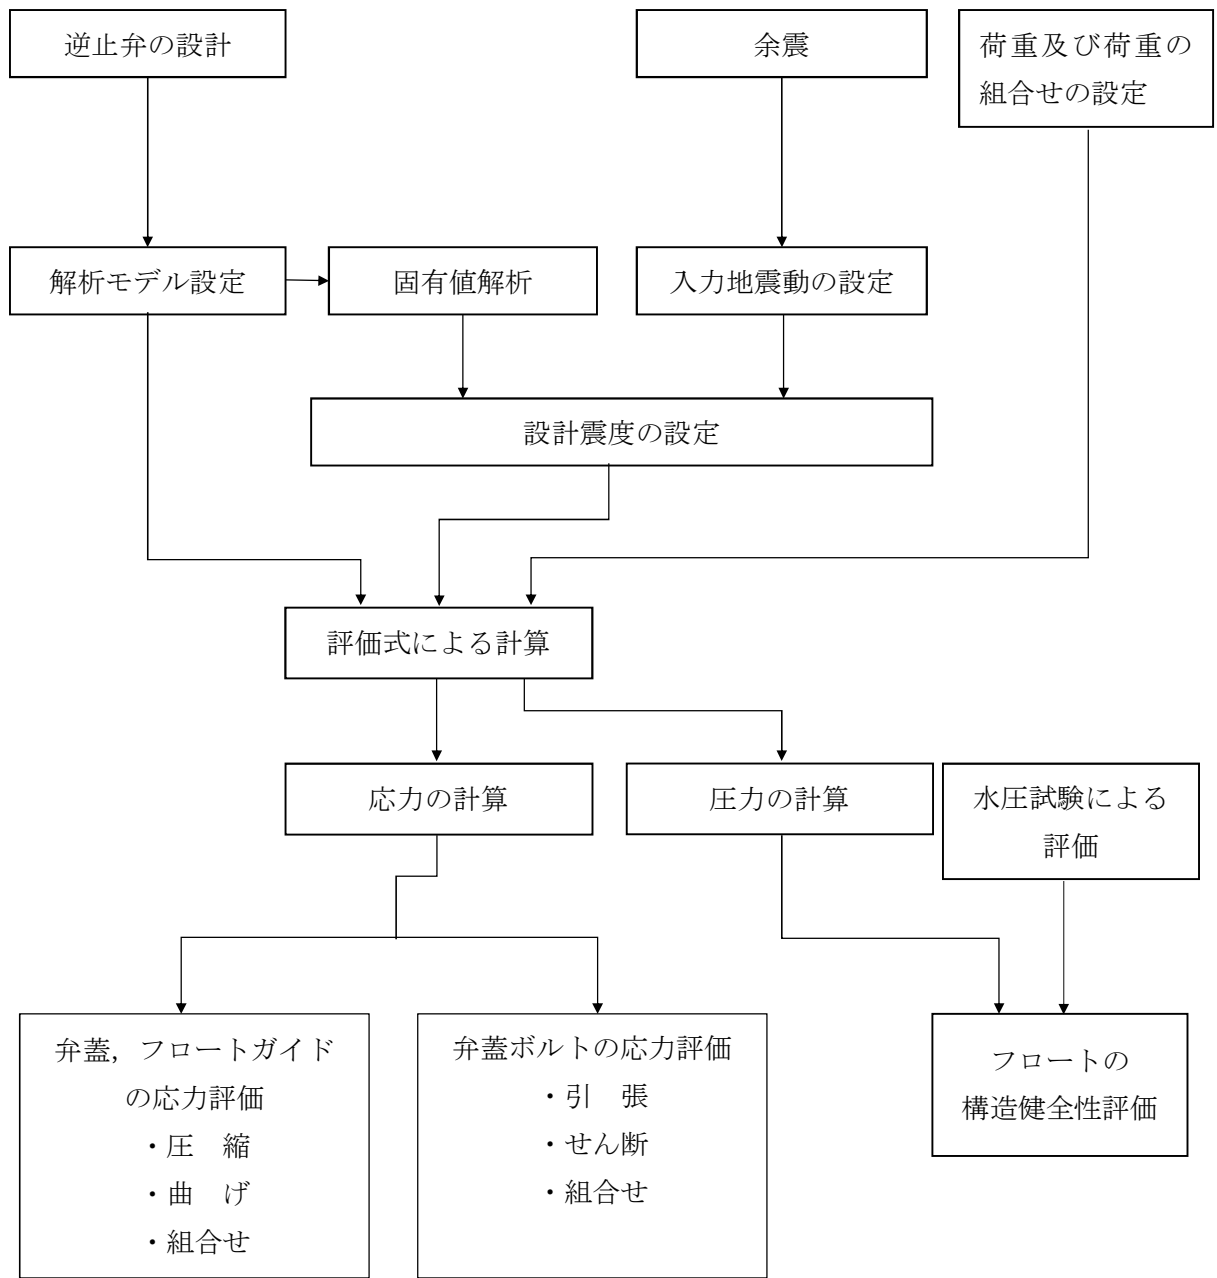 逆止弁の設計
余震
荷重及び荷重の
組合せの設定
解析モデル設定
固有値解析
入力地震動の設定
設計震度の設定
評価式による計算
応力の計算
圧力の計算
水圧試験による
評価
弁蓋，フロートガイド
の応力評価
・圧　縮
・曲　げ
・組合せ
弁蓋ボルトの応力評価
・引　張
・せん断
・組合せ
フロートの
構造健全性評価